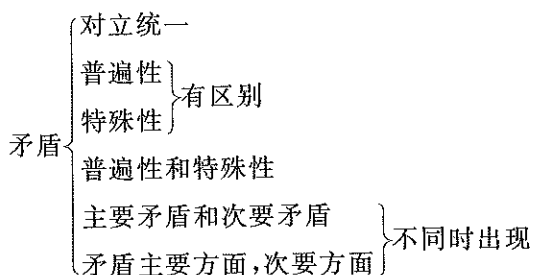 对立统一
普遍性
有区别
特殊性
矛盾
普遍性和特殊性
主要矛盾和次要矛盾
不同时出现
矛盾主要方面,次要方面